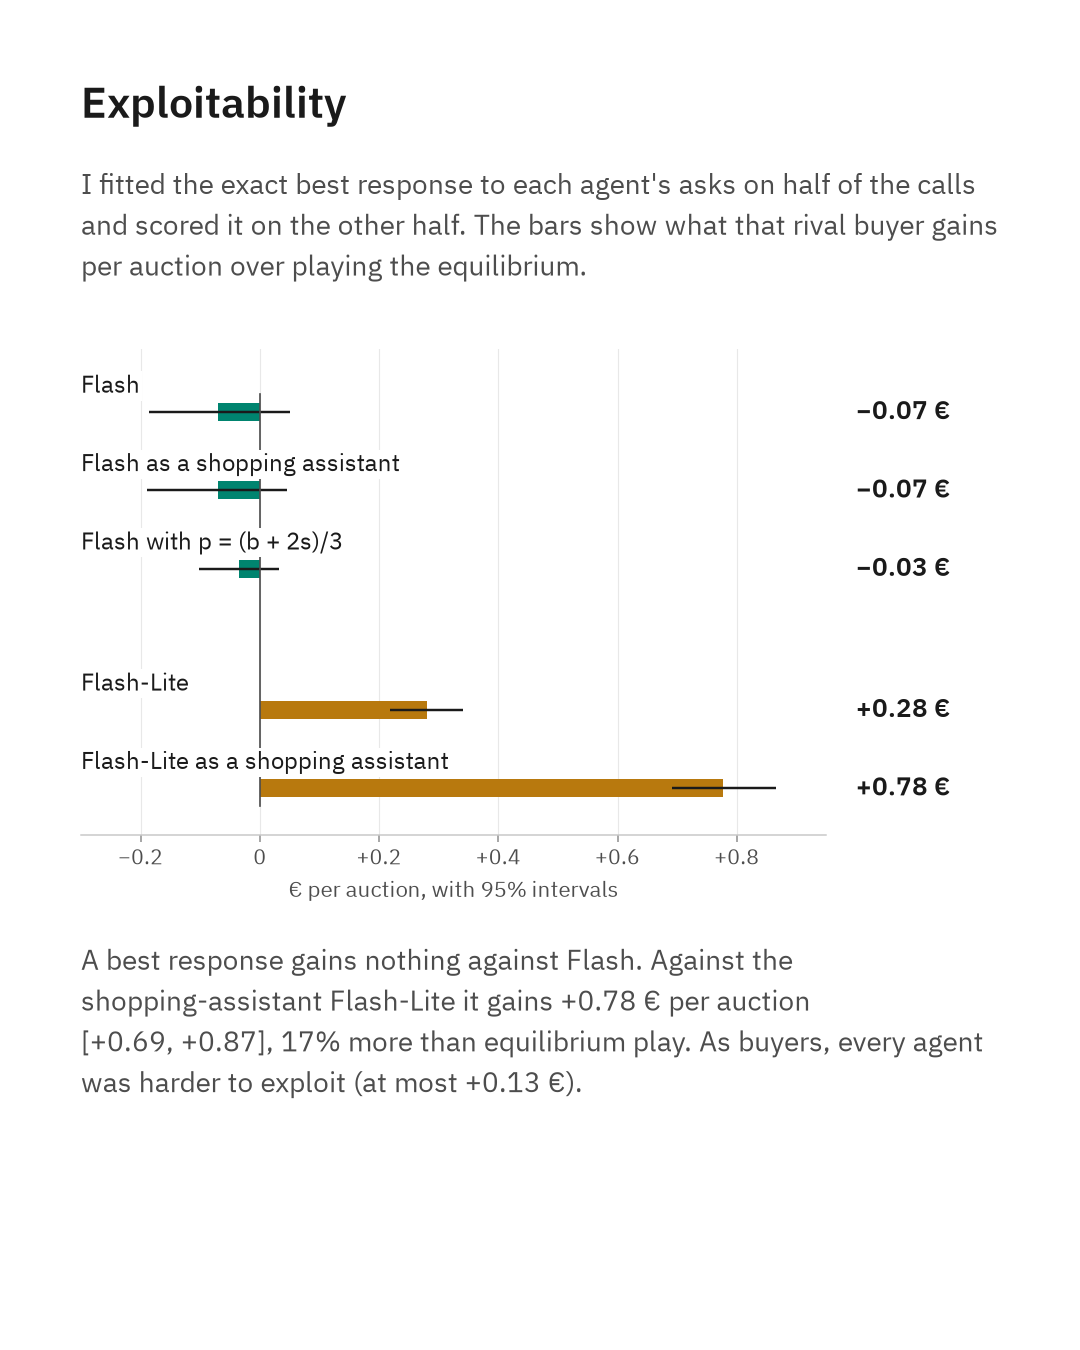 Exploitability
I fitted the exact best response to each agent's asks on half of the calls
and scored it on the other half. The bars show what that rival buyer gains
per auction over playing the equilibrium.
Flash
−0.07 €
Flash as a shopping assistant
−0.07 €
Flash with p = (b + 2s)/3
−0.03 €
Flash-Lite
+0.28 €
Flash-Lite as a shopping assistant
+0.78 €
−0.2 0 +0.2 +0.4 +0.6 +0.8
€ per auction, with 95% intervals
A best response gains nothing against Flash. Against the
shopping-assistant Flash-Lite it gains +0.78 € per auction
[+0.69, +0.87], 17% more than equilibrium play. As buyers, every agent
was harder to exploit (at most +0.13 €).